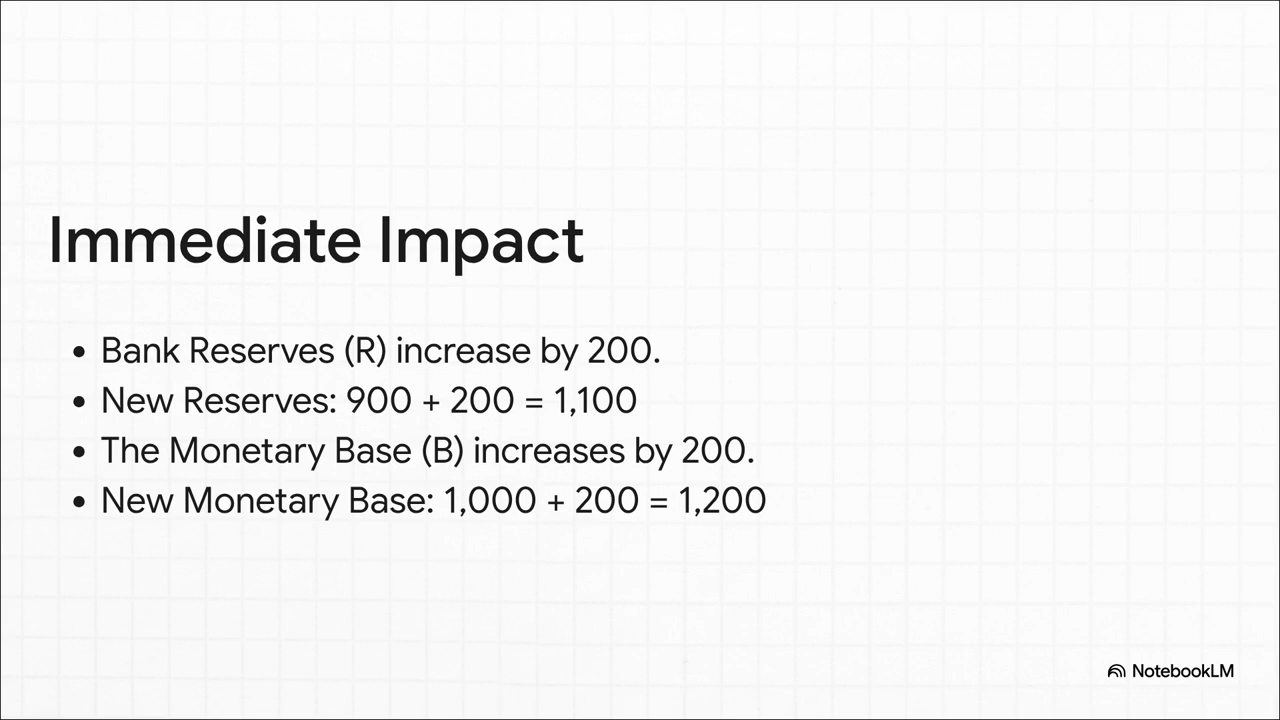 Immediate Impact
• Bank Reserves (R) increase by 200.
• New Reserves: 900 + 200 = 1,100
• The Monetary Base (B) increases by 200.
• New Monetary Base: 1,000 + 200 = 1,200
NotebookLM